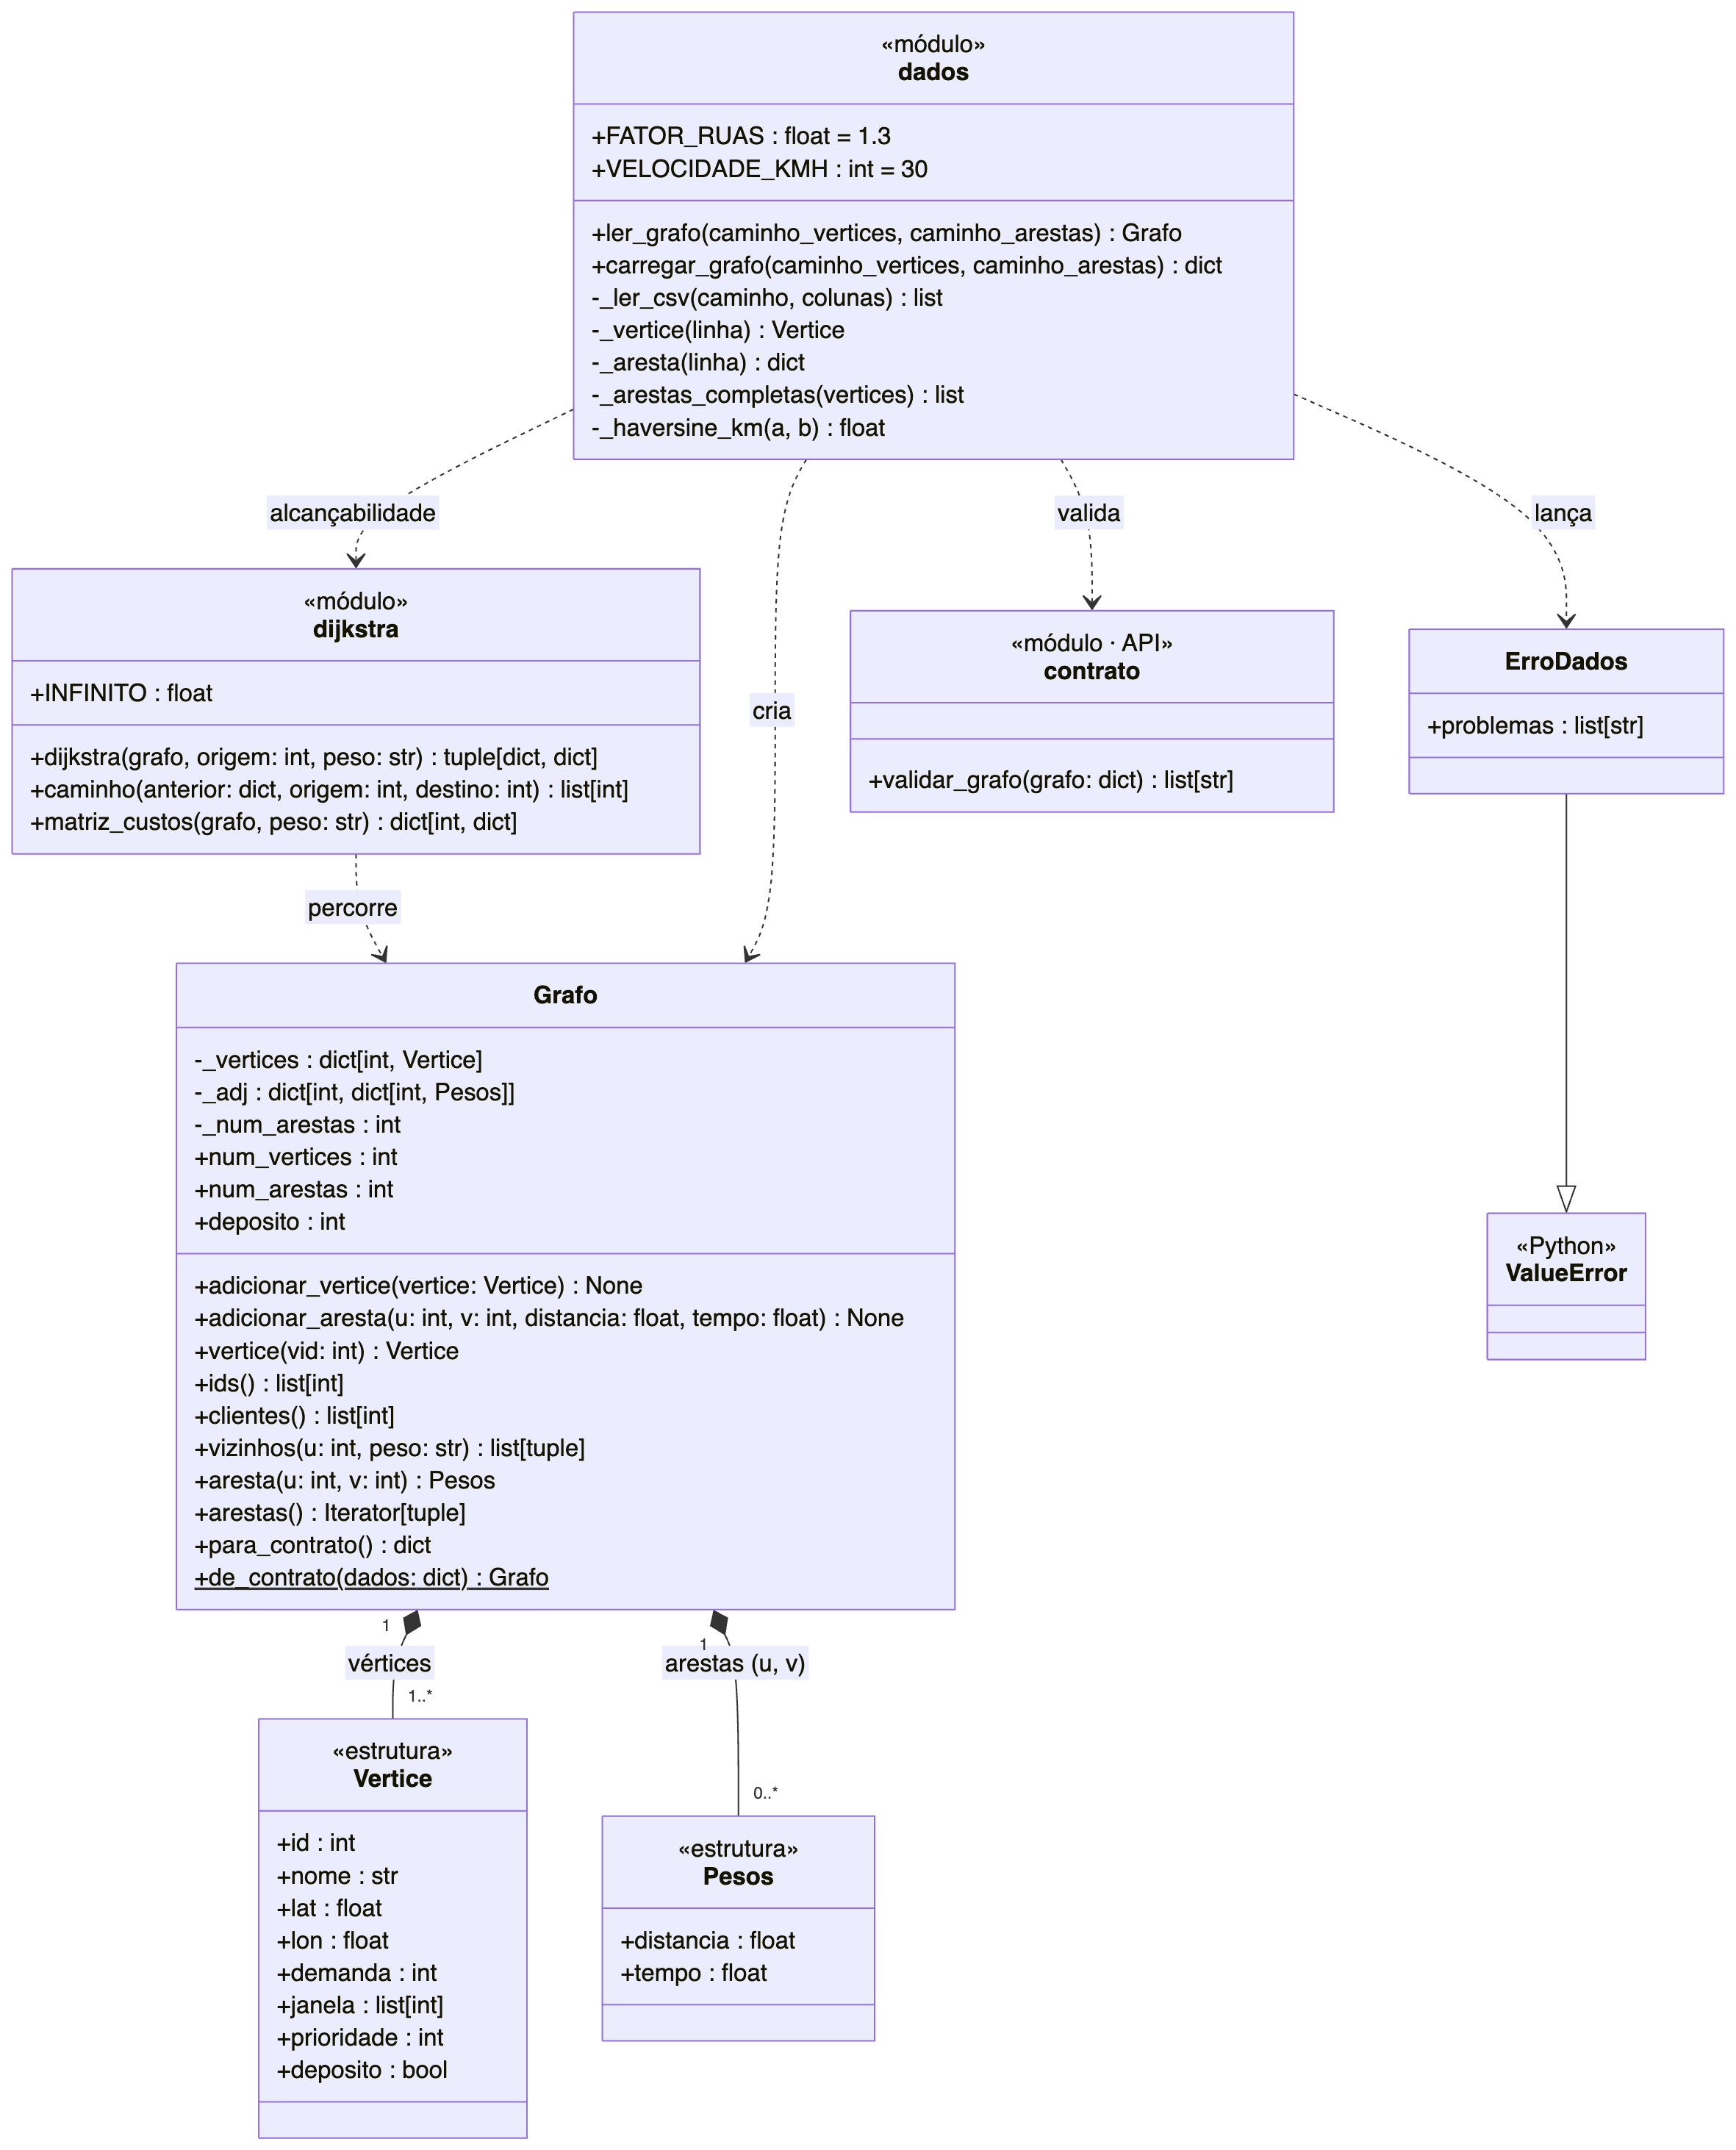 «módulo»
dados
+FATOR_RUAS : float = 1.3
+VELOCIDADE_KMH : int = 30
+ler_grafo(caminho_vertices, caminho_arestas) : Grafo
+carregar_grafo(caminho_vertices, caminho_arestas) : dict
-_ler_csv(caminho, colunas) : list
-_vertice(linha) : Vertice
-_aresta(linha) : dict
-_arestas_completas(vertices) : list
-_haversine_km(a, b) : float
alcançabilidade
valida
lança
«módulo»
dijkstra
+INFINITO : float
+dijkstra(grafo, origem: int, peso: str) : tuple[dict, dict]
+caminho(anterior: dict, origem: int, destino: int) : list[int]
+matriz_custos(grafo, peso: str) : dict[int, dict]
cria
«módulo · API»
contrato
+validar_grafo(grafo: dict) : list[str]
ErroDados
+problemas : list[str]
percorre
Grafo
-_vertices : dict[int, Vertice]
-_adj : dict[int, dict[int, Pesos]]
-_num_arestas : int
+num_vertices : int
+num_arestas : int
+deposito : int
+adicionar_vertice(vertice: Vertice) : None
+adicionar_aresta(u: int, v: int, distancia: float, tempo: float) : None
+vertice(vid: int) : Vertice
+ids() : list[int]
+clientes() : list[int]
+vizinhos(u: int, peso: str) : list[tuple]
+aresta(u: int, v: int) : Pesos
+arestas() : Iterator[tuple]
+para_contrato() : dict
+de_contrato(dados: dict) : Grafo
«Python»
ValueError
1
vértices
1..*
1
arestas (u, v)
0..*
«estrutura»
Vertice
+id : int
+nome : str
+lat : float
+lon : float
+demanda : int
+janela : list[int]
+prioridade : int
+deposito : bool
«estrutura»
Pesos
+distancia : float
+tempo : float